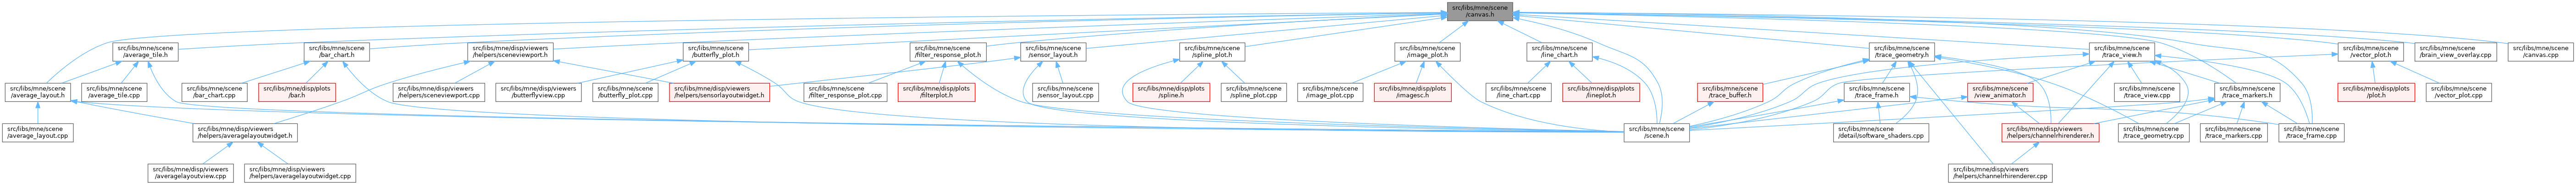 src/libs/mne/scene
/canvas.h
src/libs/mne/scene
/average_tile.h
src/libs/mne/scene
/bar_chart.h
src/libs/mne/disp/viewers
/helpers/sceneviewport.h
src/libs/mne/scene
/butterfly_plot.h
src/libs/mne/scene
/filter_response_plot.h
src/libs/mne/scene
/sensor_layout.h
src/libs/mne/scene
/spline_plot.h
src/libs/mne/scene
/image_plot.h
src/libs/mne/scene
/line_chart.h
src/libs/mne/scene
/trace_geometry.h
src/libs/mne/scene
/trace_view.h
src/libs/mne/scene
/vector_plot.h
src/libs/mne/scene
/brain_view_overlay.cpp
src/libs/mne/scene
/canvas.cpp
src/libs/mne/scene
/average_layout.h
src/libs/mne/scene
/average_tile.cpp
src/libs/mne/scene
/bar_chart.cpp
src/libs/mne/disp/plots
/bar.h
src/libs/mne/disp/viewers
/helpers/sceneviewport.cpp
src/libs/mne/disp/viewers
/butterflyview.cpp
src/libs/mne/scene
/butterfly_plot.cpp
src/libs/mne/disp/viewers
/helpers/sensorlayoutwidget.h
src/libs/mne/scene
/filter_response_plot.cpp
src/libs/mne/disp/plots
/filterplot.h
src/libs/mne/scene
/sensor_layout.cpp
src/libs/mne/disp/plots
/spline.h
src/libs/mne/scene
/spline_plot.cpp
src/libs/mne/scene
/image_plot.cpp
src/libs/mne/disp/plots
/imagesc.h
src/libs/mne/scene
/line_chart.cpp
src/libs/mne/disp/plots
/lineplot.h
src/libs/mne/scene
/trace_buffer.h
src/libs/mne/scene
/trace_frame.h
src/libs/mne/scene
/view_animator.h
src/libs/mne/scene
/trace_view.cpp
src/libs/mne/scene
/trace_markers.h
src/libs/mne/disp/plots
/plot.h
src/libs/mne/scene
/vector_plot.cpp
src/libs/mne/scene
/average_layout.cpp
src/libs/mne/disp/viewers
/helpers/averagelayoutwidget.h
src/libs/mne/scene
/scene.h
src/libs/mne/scene
/detail/software_shaders.cpp
src/libs/mne/disp/viewers
/helpers/channelrhirenderer.h
src/libs/mne/scene
/trace_geometry.cpp
src/libs/mne/scene
/trace_markers.cpp
src/libs/mne/scene
/trace_frame.cpp
src/libs/mne/disp/viewers
/averagelayoutview.cpp
src/libs/mne/disp/viewers
/helpers/averagelayoutwidget.cpp
src/libs/mne/disp/viewers
/helpers/channelrhirenderer.cpp